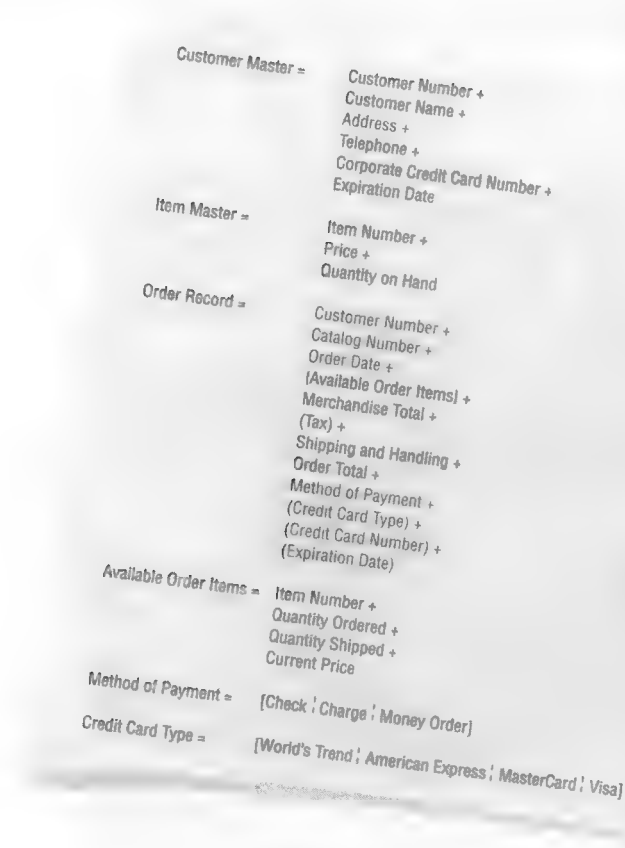 Customer Master = Customer Number +
Customer Name +
Address +
Telephone +
Corporate Credit Card Number +
Expiration Date
Item Master = Item Number +
Price +
Quantity on Hand
Order Record = Customer Number +
Catalog Number +
Order Date +
{Available Order Items} +
Merchandise Total +
(Tax) +
Shipping and Handling +
Order Total +
Method of Payment +
(Credit Card Type) +
(Credit Card Number) +
(Expiration Date)
Available Order Items = Item Number +
Quantity Ordered +
Quantity Shipped +
Current Price
Method of Payment = [Check ¦ Charge ¦ Money Order]
Credit Card Type = [World's Trend ¦ American Express ¦ MasterCard ¦ Visa]